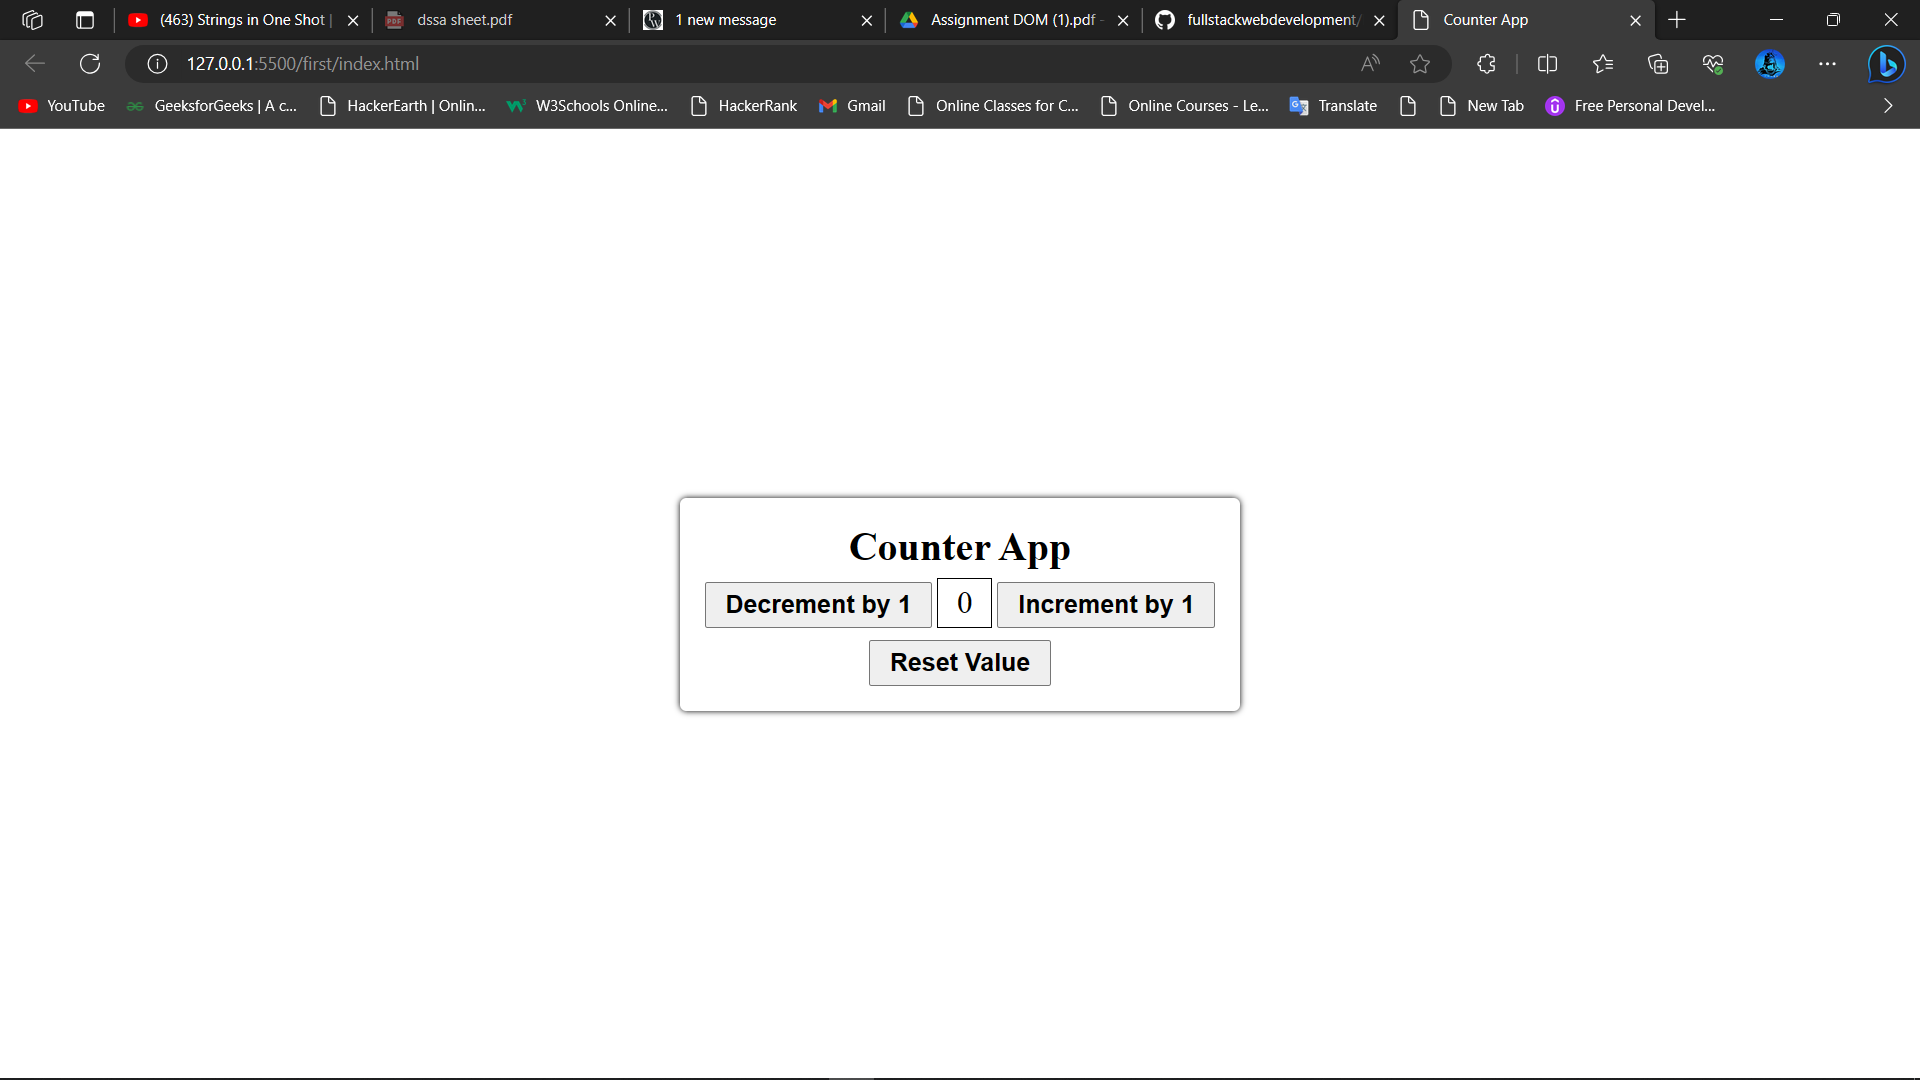 (463) Strings in One Shot |
dssa sheet.pdf
1 new message
Assignment DOM (1).pdf -
fullstackwebdevelopment/
Counter App
127.0.0.1:5500/first/index.html
YouTube
GeeksforGeeks | A c...
HackerEarth | Onlin...
W3Schools Online...
HackerRank
Gmail
Online Classes for C...
Online Courses - Le...
Translate
New Tab
Free Personal Devel...
Counter App
Decrement by 1 0 Increment by 1
Reset Value